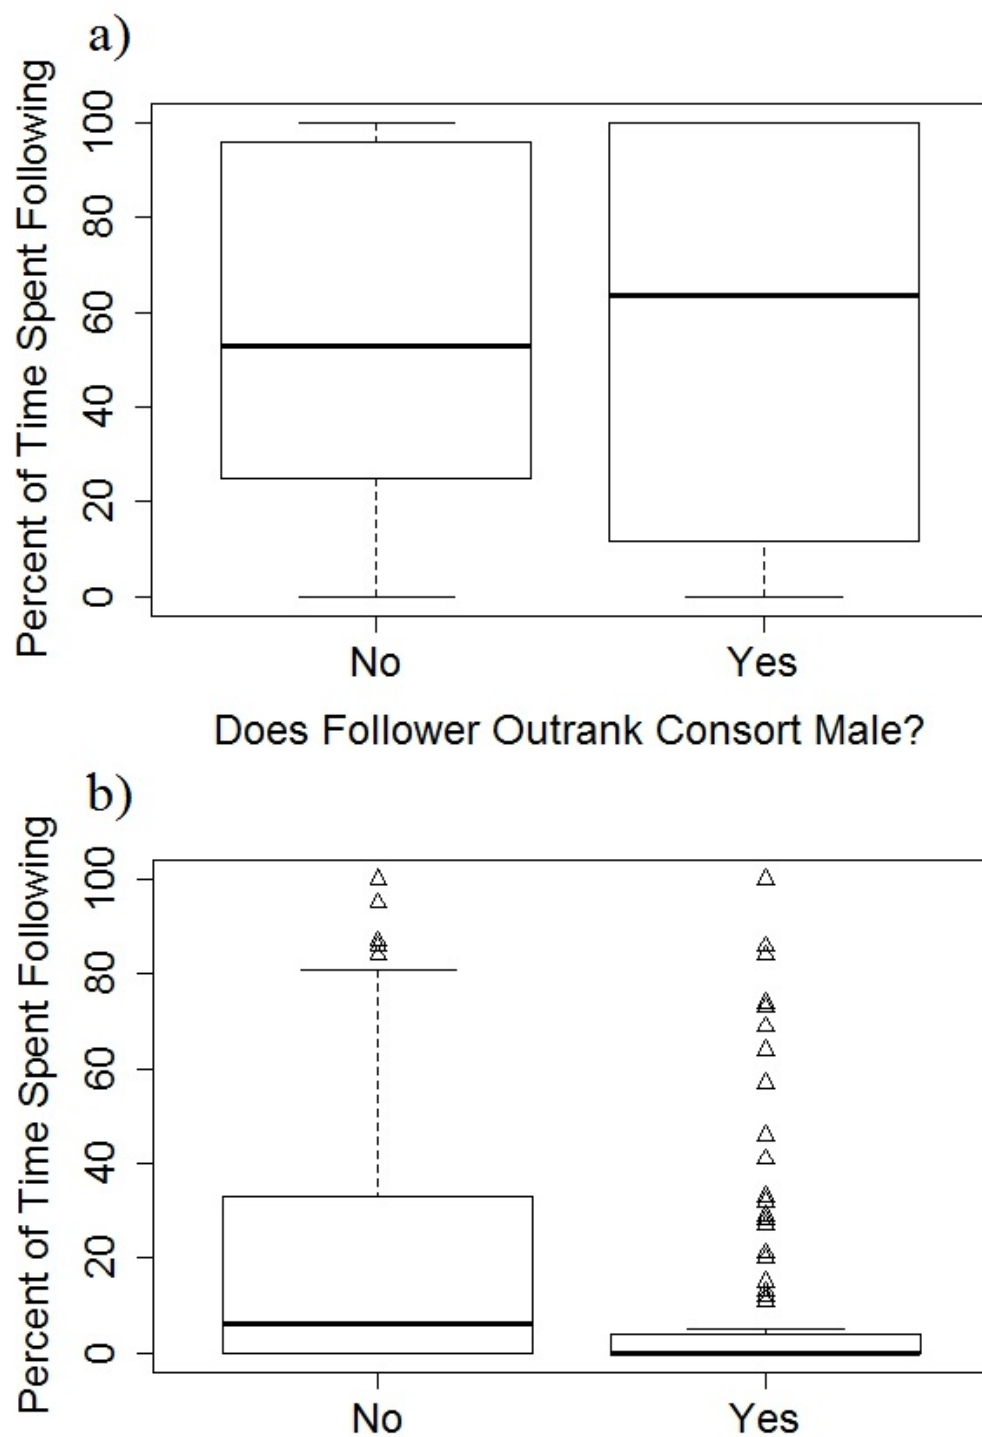 a)
Percent of Time Spent Following
100
80
60
40
20
0
No Yes
Does Follower Outrank Consort Male?
b)
Percent of Time Spent Following
100
80
60
40
20
0
No Yes